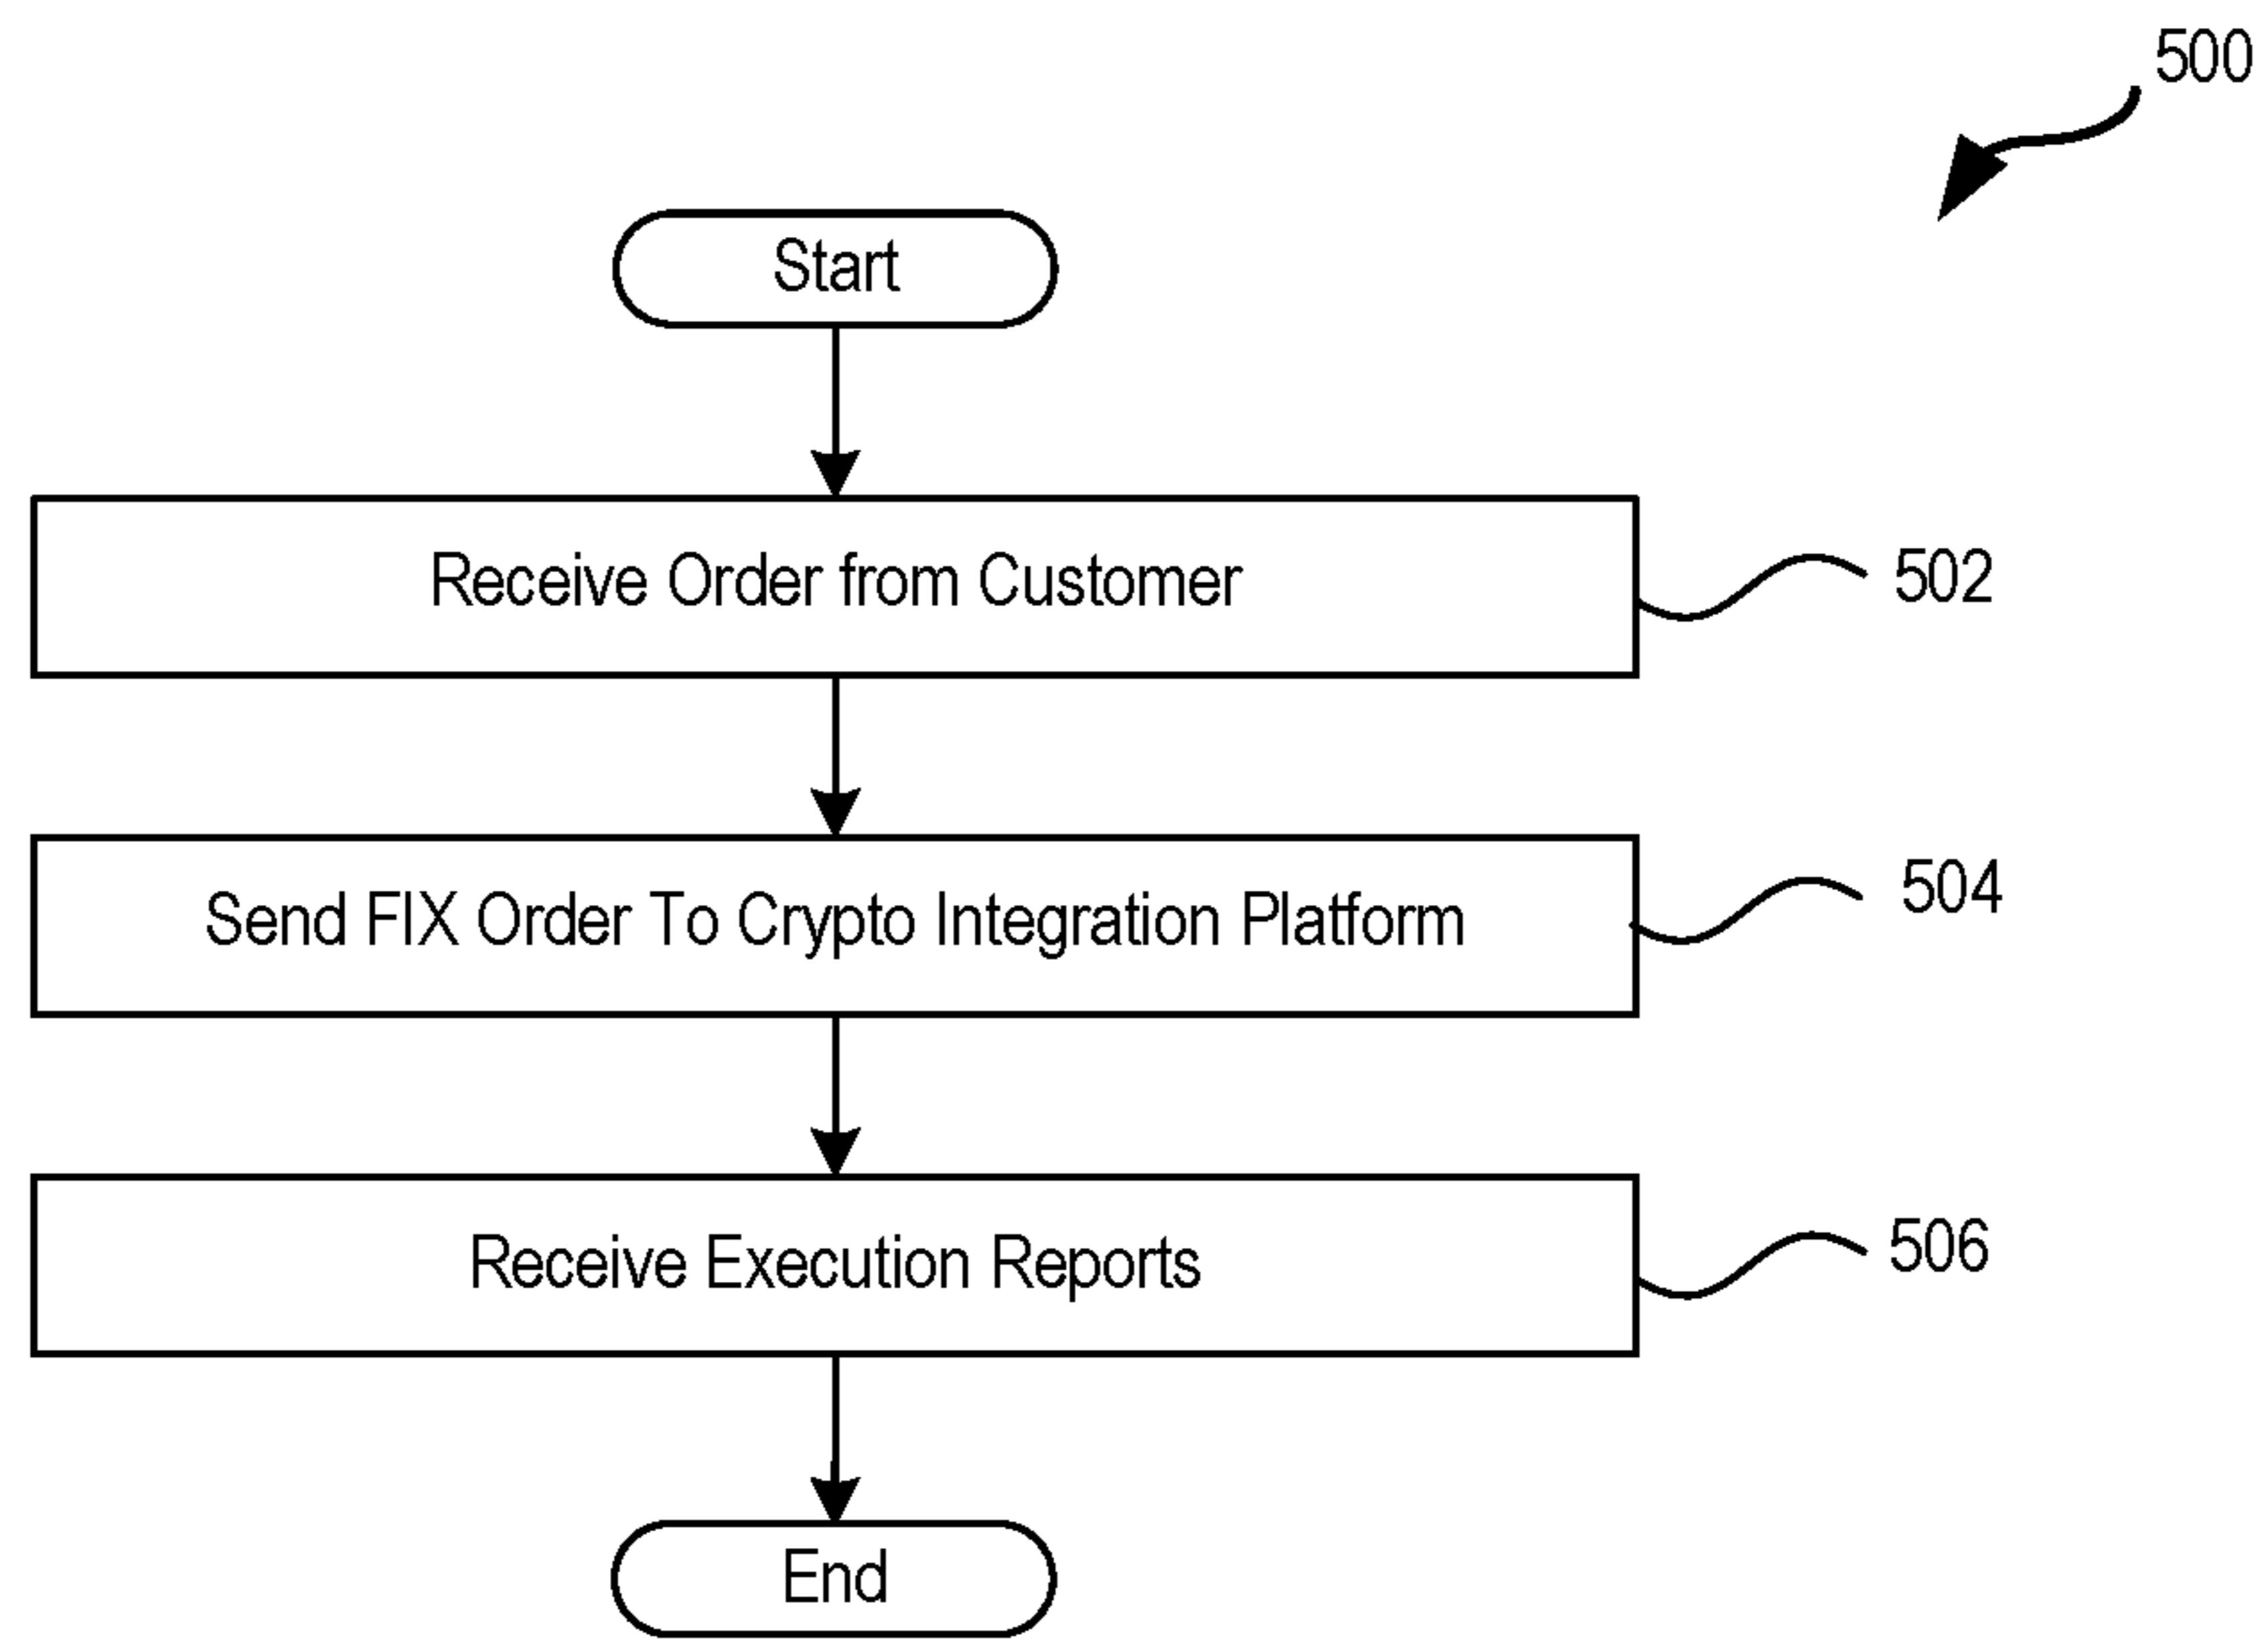 500
Start
Receive Order from Customer
502
Send FIX Order To Crypto Integration Platform
504
Receive Execution Reports
506
End